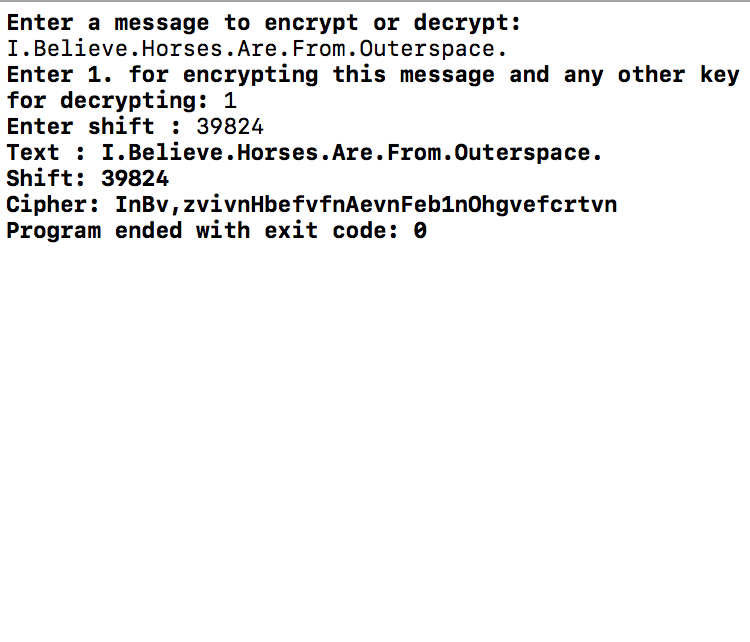 Enter a message to encrypt or decrypt:
I.Believe.Horses.Are.From.Outerspace.
Enter 1. for encrypting this message and any other key
for decrypting: 1
Enter shift : 39824
Text : I.Believe.Horses.Are.From.Outerspace.
Shift: 39824
Cipher: InBv,zvivnHbefvfnAevnFeb1nOhgvefcrtvn
Program ended with exit code: 0